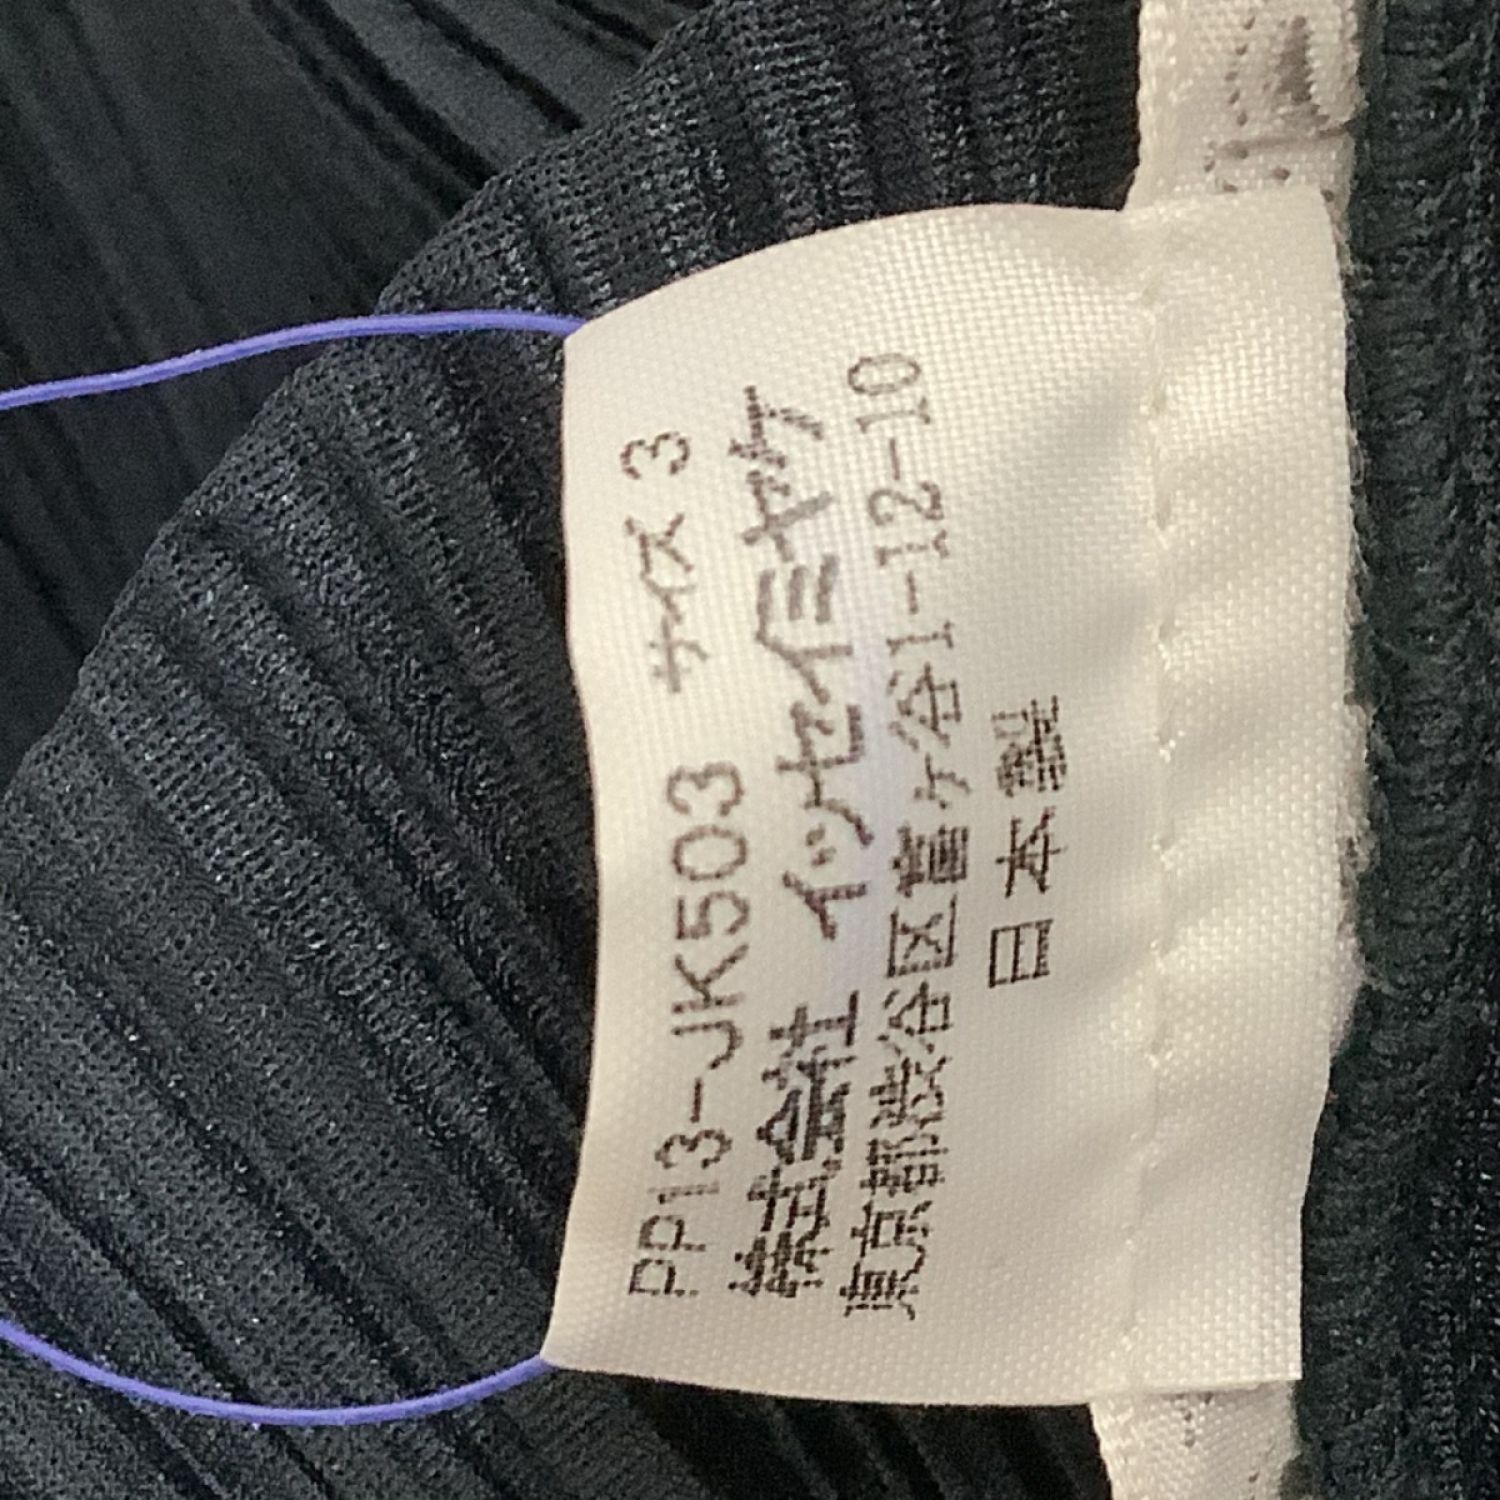 PP13-JK503 サイズ 3
株式会社 イッセイミヤケ
東京都渋谷区富ヶ谷1-12-10
日本製